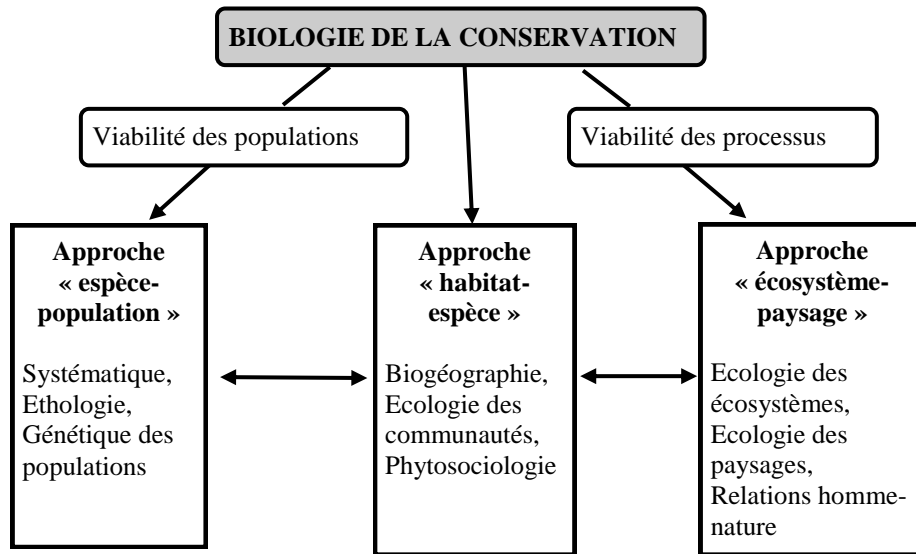 BIOLOGIE DE LA CONSERVATION
Viabilité des populations
Viabilité des processus
Approche
« espèce-
population »
Systématique,
Ethologie,
Génétique des
populations
Approche
« habitat-
espèce »
Biogéographie,
Ecologie des
communautés,
Phytosociologie
Approche
« écosystème-
paysage »
Ecologie des
écosystèmes,
Ecologie des
paysages,
Relations homme-
nature